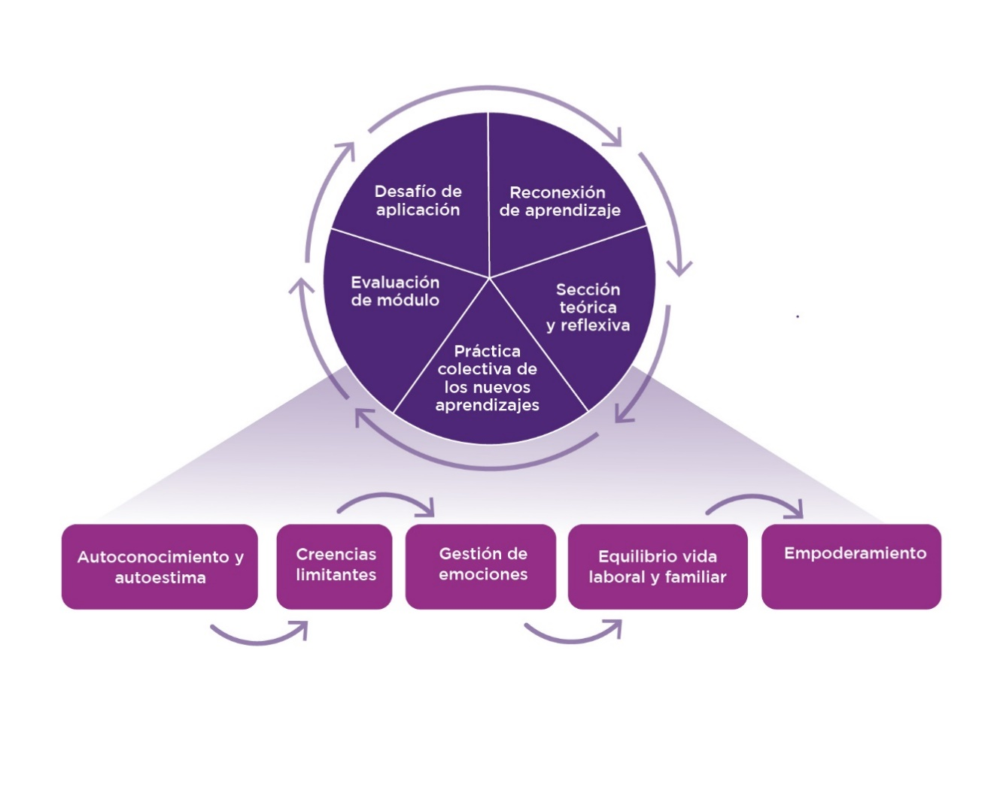 Desafío de
aplicación
Reconexión
de aprendizaje
Evaluación
de módulo
Sección
teórica
y reflexiva
Práctica
colectiva de
los nuevos
aprendizajes
Autoconocimiento y
autoestima
Creencias
limitantes
Gestión de
emociones
Equilibrio vida
laboral y familiar
Empoderamiento